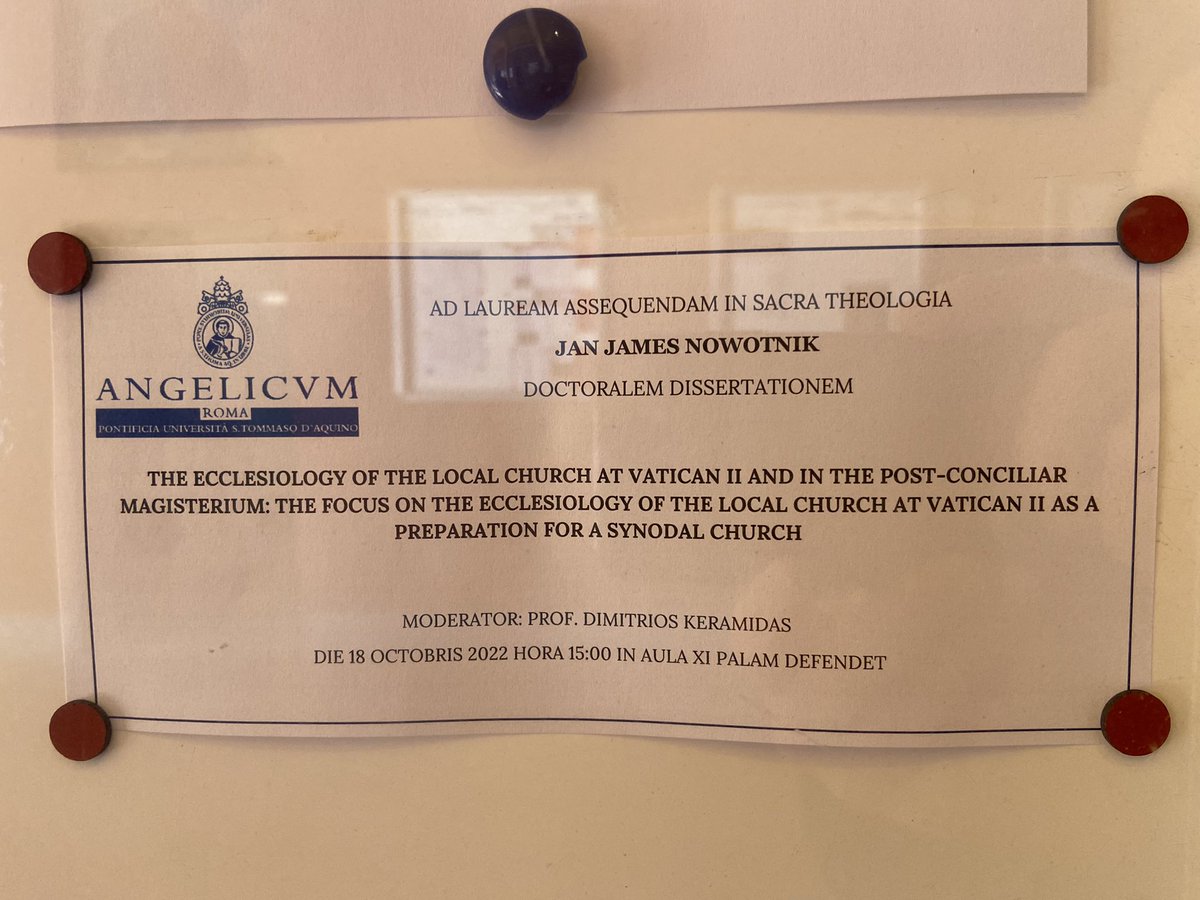 ANGELICVM
ROMA
PONTIFICIA UNIVERSITÀ S.TOMMASO D'AQUINO
AD LAUREAM ASSEQUENDAM IN SACRA THEOLOGIA
JAN JAMES NOWOTNIK
DOCTORALEM DISSERTATIONEM
THE ECCLESIOLOGY OF THE LOCAL CHURCH AT VATICAN II AND IN THE POST-CONCILIAR
MAGISTERIUM: THE FOCUS ON THE ECCLESIOLOGY OF THE LOCAL CHURCH AT VATICAN II AS A
PREPARATION FOR A SYNODAL CHURCH
MODERATOR: PROF. DIMITRIOS KERAMIDAS
DIE 18 OCTOBRIS 2022 HORA 15:00 IN AULA XI PALAM DEFENDET